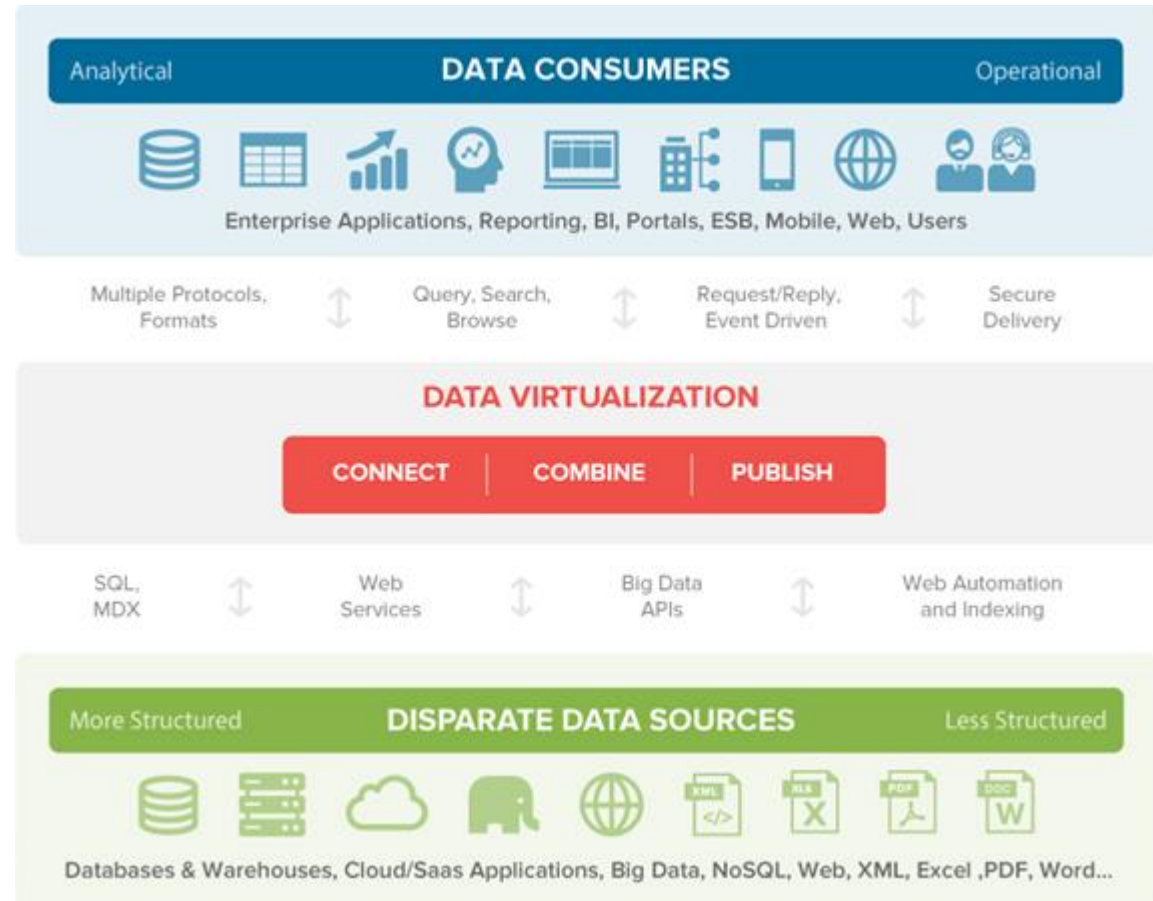 Analytical DATA CONSUMERS Operational
Enterprise Applications, Reporting, BI, Portals, ESB, Mobile, Web, Users
Multiple Protocols,
Formats
Query, Search,
Browse
Request/Reply,
Event Driven
Secure
Delivery
DATA VIRTUALIZATION
CONNECT COMBINE PUBLISH
SQL,
MDX
Web
Services
Big Data
APIs
Web Automation
and Indexing
More Structured DISPARATE DATA SOURCES Less Structured
XML </> XLS X PDF DOC W
Databases & Warehouses, Cloud/Saas Applications, Big Data, NoSQL, Web, XML, Excel ,PDF, Word...